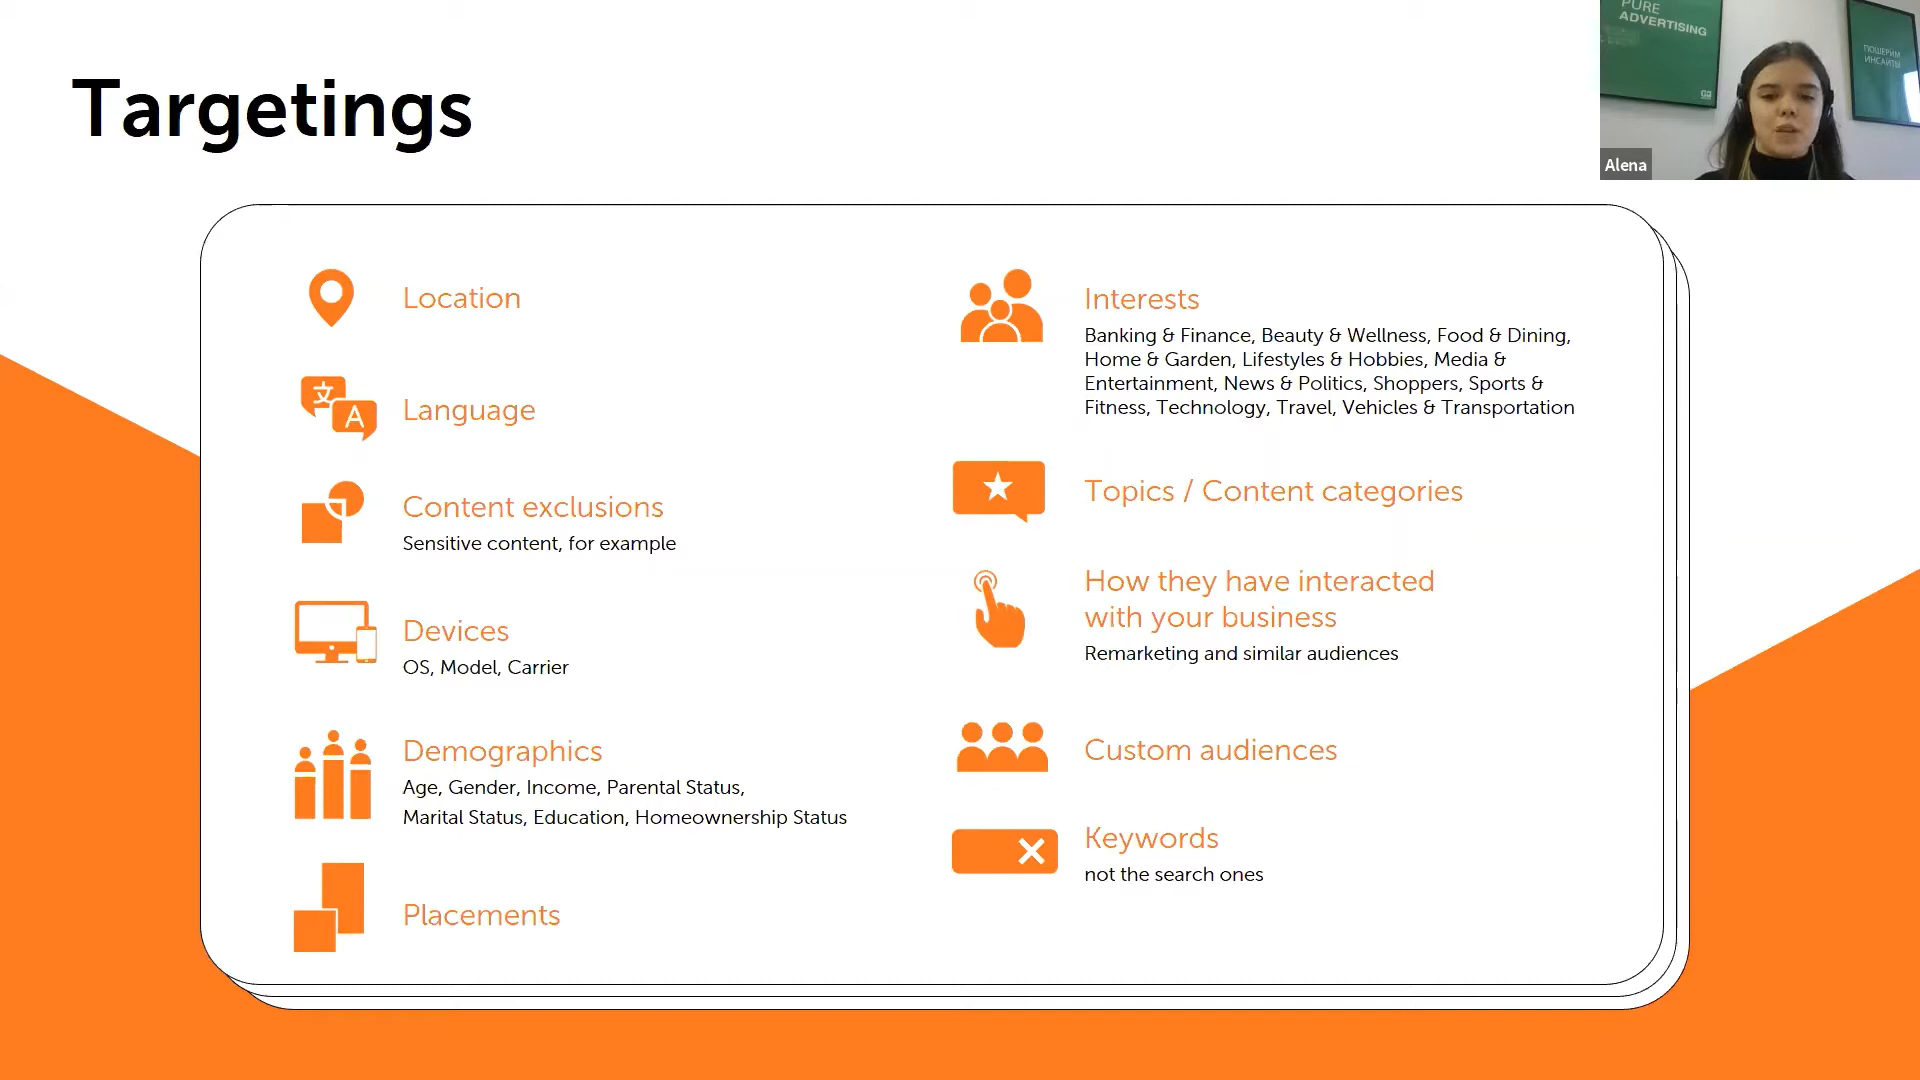 Targetings
PURE
ADVERTISING
ПОШЕРИМ
ИНСАЙТЫ
Alena
Location
文
A
Language
Content exclusions
Sensitive content, for example
Devices
OS, Model, Carrier
Demographics
Age, Gender, Income, Parental Status,
Marital Status, Education, Homeownership Status
Placements
Interests
Banking & Finance, Beauty & Wellness, Food & Dining,
Home & Garden, Lifestyles & Hobbies, Media &
Entertainment, News & Politics, Shoppers, Sports &
Fitness, Technology, Travel, Vehicles & Transportation
Topics / Content categories
How they have interacted
with your business
Remarketing and similar audiences
Custom audiences
Keywords
not the search ones